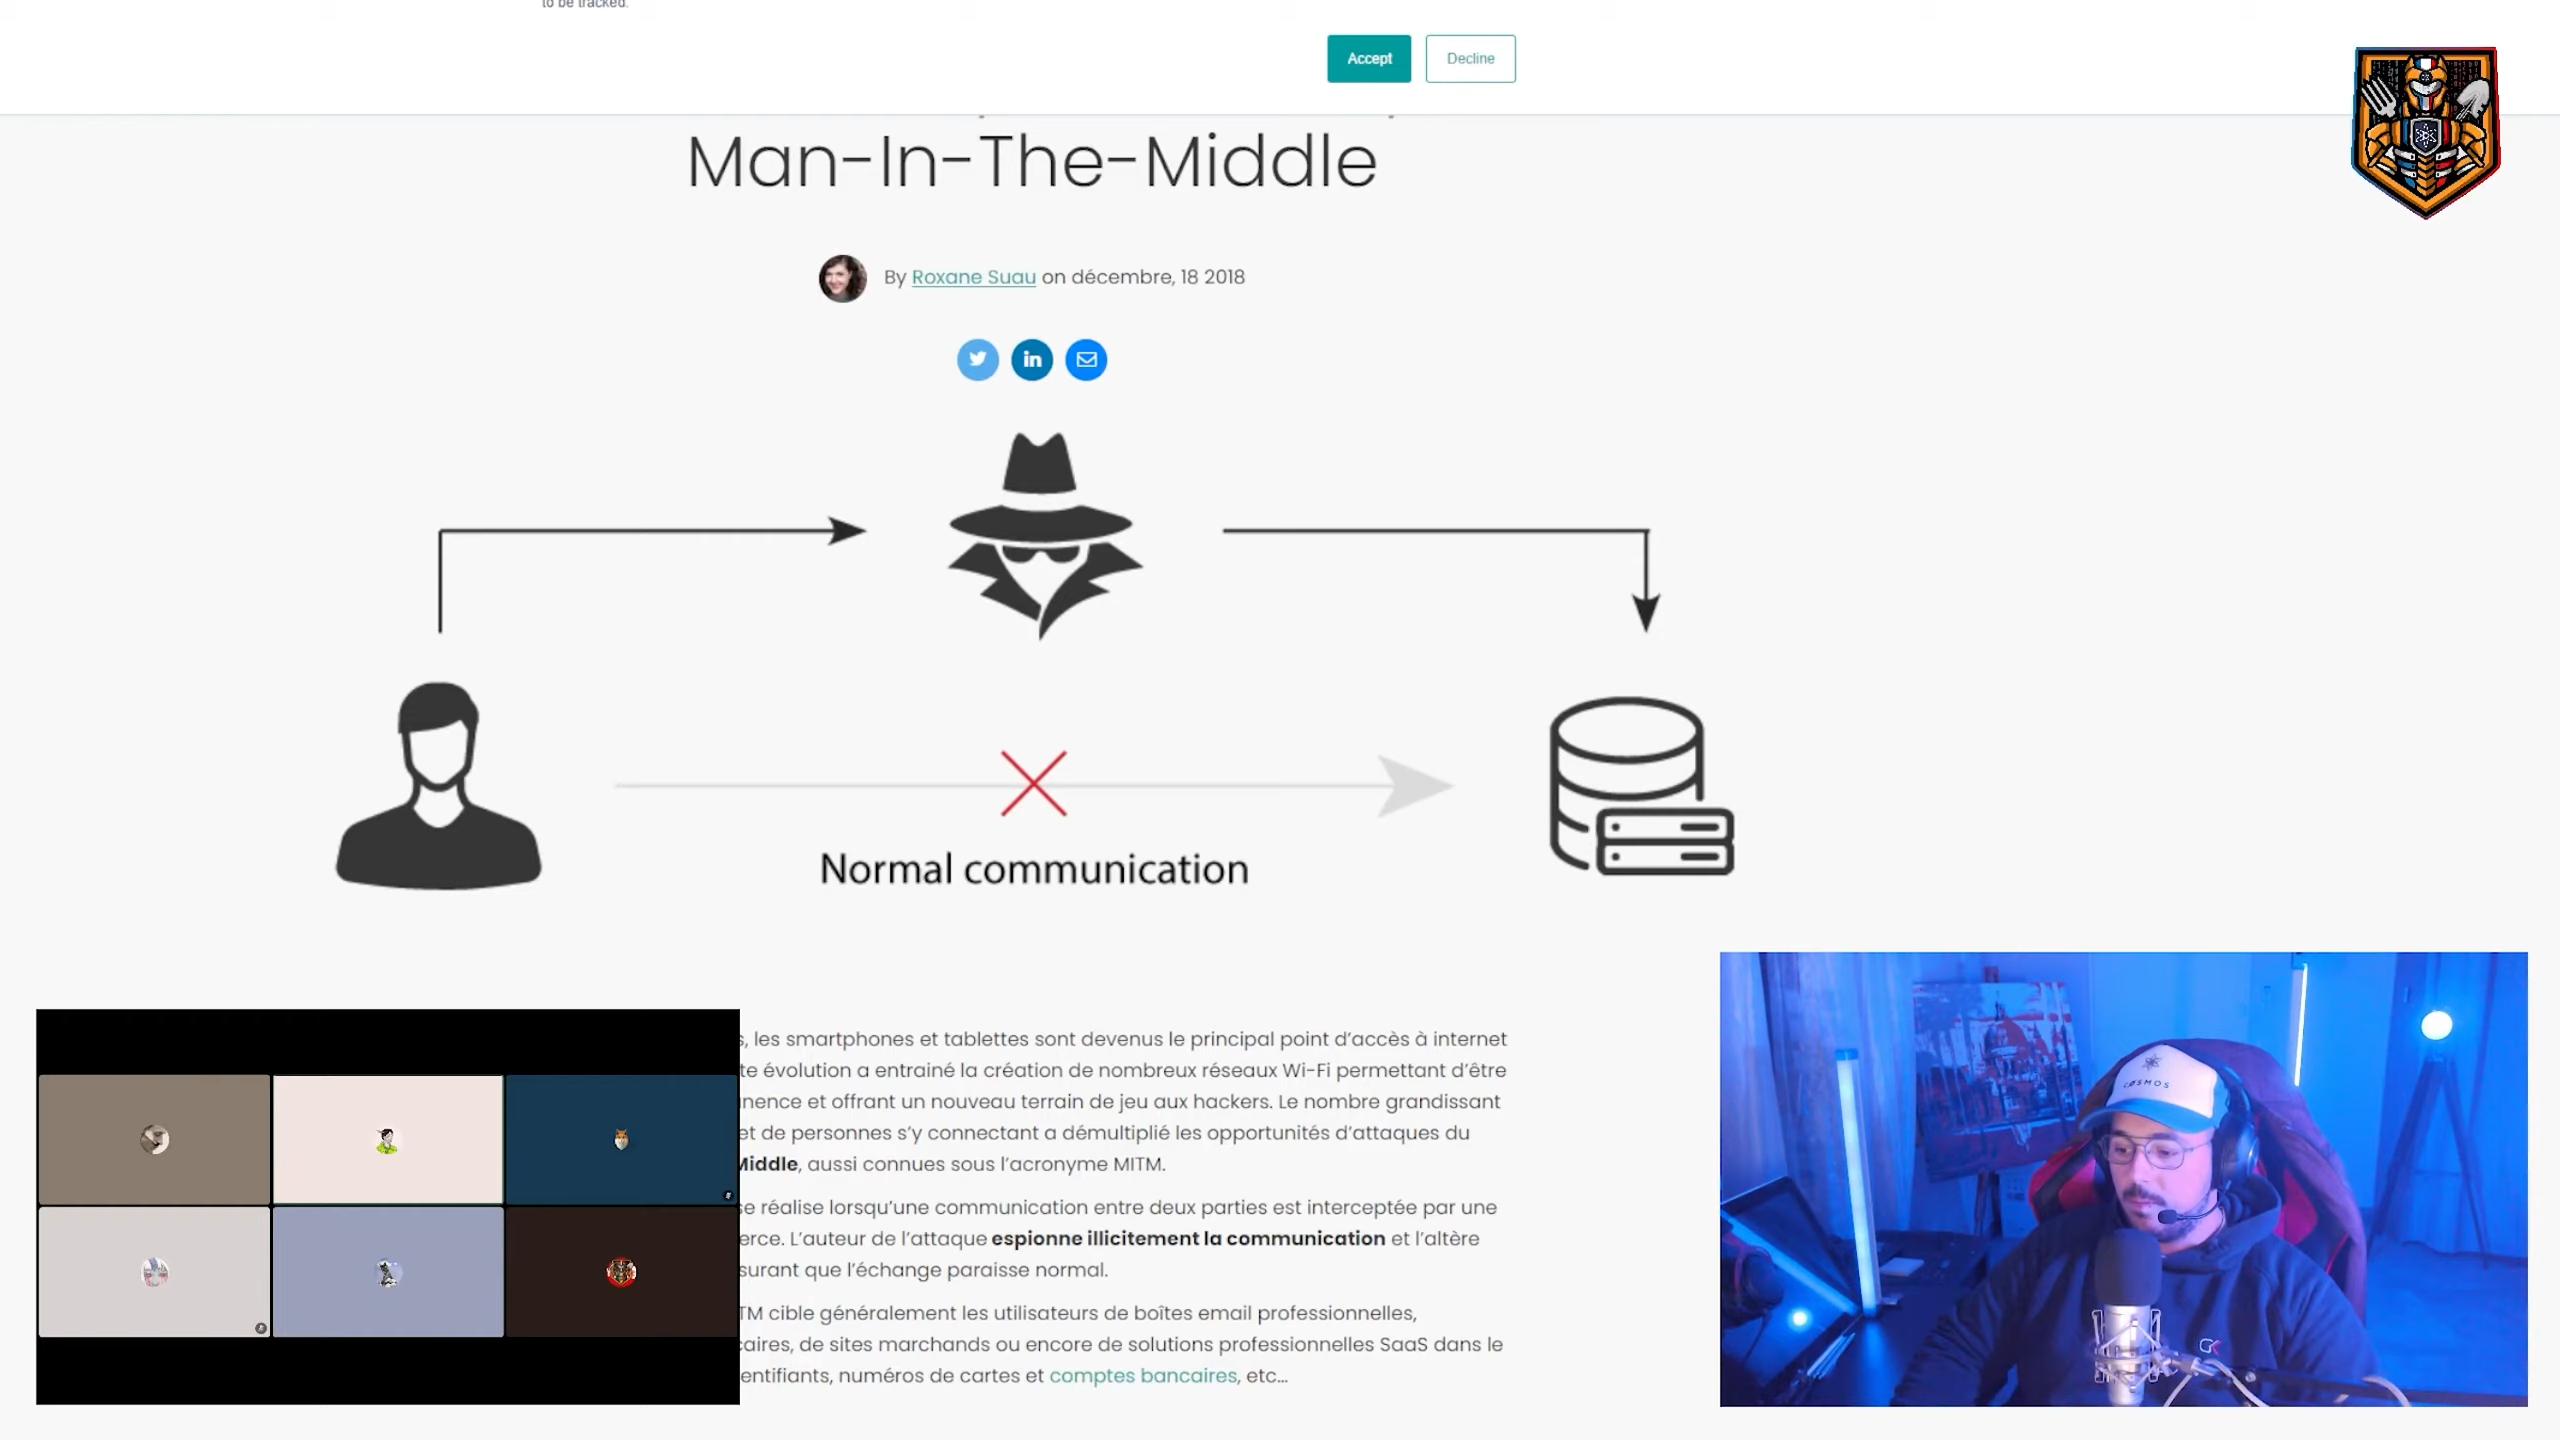 to be tracked.
Accept
Decline
Man-In-The-Middle
By Roxane Suau on décembre, 18 2018
in
Normal communication
s, les smartphones et tablettes sont devenus le principal point d'accès à internet
te évolution a entrainé la création de nombreux réseaux Wi-Fi permettant d'être
nence et offrant un nouveau terrain de jeu aux hackers. Le nombre grandissant
et de personnes s'y connectant a démultiplié les opportunités d'attaques du
Middle, aussi connues sous l'acronyme MITM.
se réalise lorsqu'une communication entre deux parties est interceptée par une
erce. L'auteur de l'attaque espionne illicitement la communication et l'altère
surant que l'échange paraisse normal.
TM cible généralement les utilisateurs de boîtes email professionnelles,
caires, de sites marchands ou encore de solutions professionnelles SaaS dans le
entifiants, numéros de cartes et comptes bancaires, etc...
COSMOS